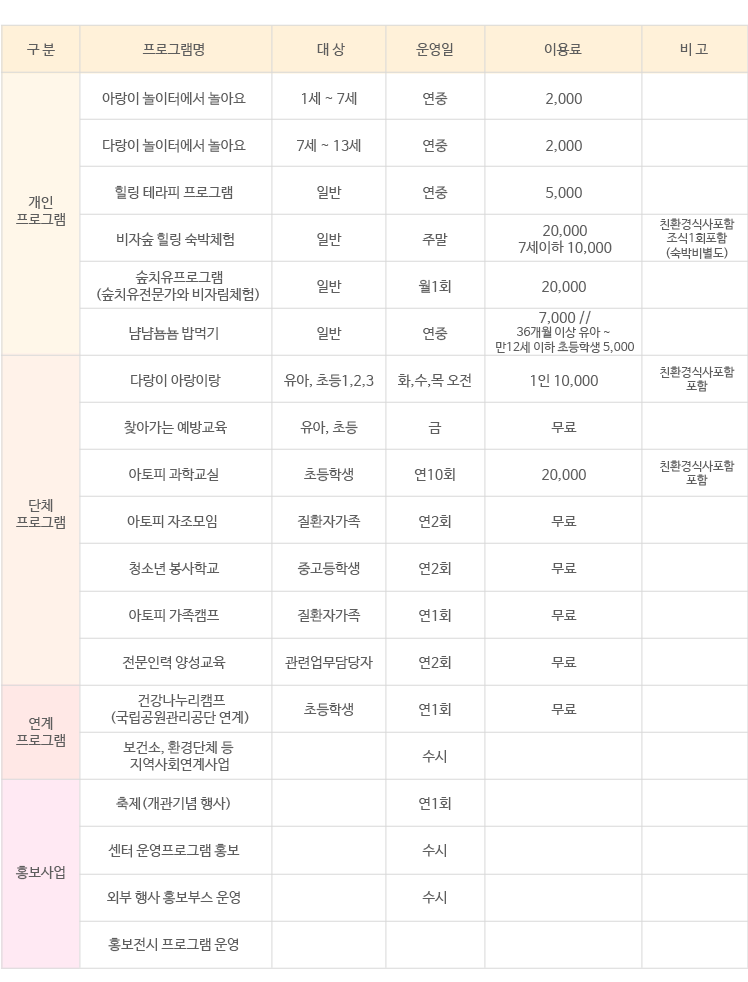 구 분 프로그램명 대 상 운영일 이용료 비 고
개인
프로그램
아랑이 놀이터에서 놀아요 1세 ~ 7세 연중 2,000
다랑이 놀이터에서 놀아요 7세 ~ 13세 연중 2,000
힐링 테라피 프로그램 일반 연중 5,000
비자숲 힐링 숙박체험 일반 주말 20,000
7세이하 10,000
친환경식사포함
조식1회포함
(숙박비별도)
숲치유프로그램
(숲치유전문가와 비자림체험) 일반 월1회 20,000
냠냠뇸뇸 밥먹기 일반 연중 7,000 //
36개월 이상 유아 ~
만12세 이하 초등학생 5,000
단체
프로그램
다랑이 아랑이랑 유아, 초등1,2,3 화,수,목 오전 1인 10,000 친환경식사포함
포함
찾아가는 예방교육 유아, 초등 금 무료
아토피 과학교실 초등학생 연10회 20,000 친환경식사포함
포함
아토피 자조모임 질환자가족 연2회 무료
청소년 봉사학교 중고등학생 연2회 무료
아토피 가족캠프 질환자가족 연1회 무료
전문인력 양성교육 관련업무담당자 연2회 무료
연계
프로그램
건강나누리캠프
(국립공원관리공단 연계) 초등학생 연1회 무료
보건소, 환경단체 등
지역사회연계사업 수시
홍보사업
축제(개관기념 행사) 연1회
센터 운영프로그램 홍보 수시
외부 행사 홍보부스 운영 수시
홍보전시 프로그램 운영